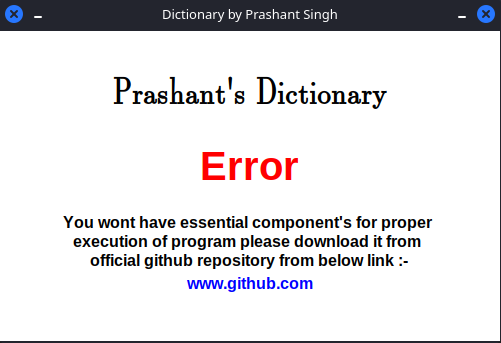 Dictionary by Prashant Singh
Prashant's Dictionary
Error
You wont have essential component's for proper
execution of program please download it from
official github repository from below link :-
www.github.com